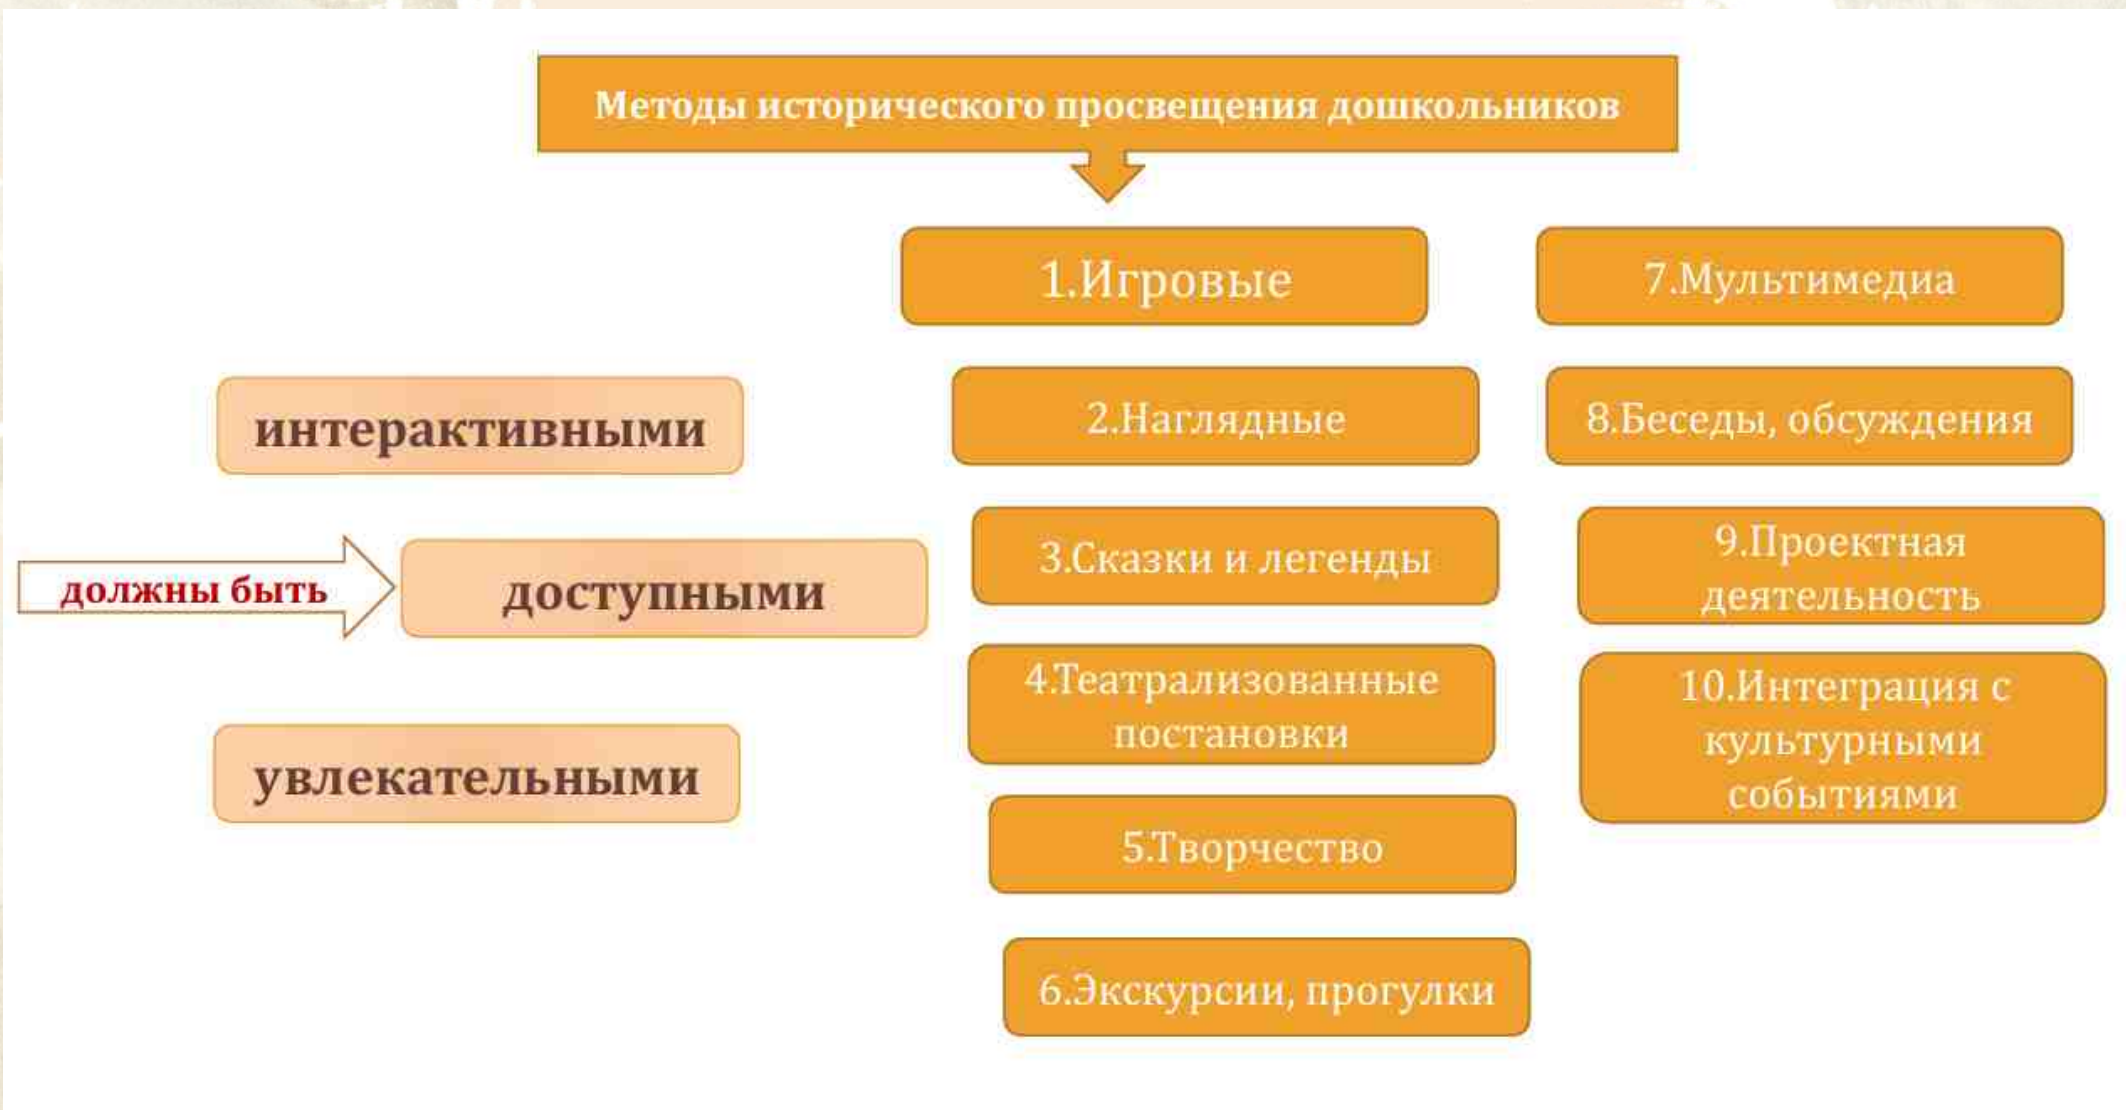 Методы исторического просвещения дошкольников
интерактивными
должны быть
доступными
увлекательными
1.Игровые
2.Наглядные
3.Сказки и легенды
4.Театрализованные
постановки
5.Творчество
6.Экскурсии, прогулки
7.Мультимедиа
8.Беседы, обсуждения
9.Проектная
деятельность
10.Интеграция с
культурными
событиями